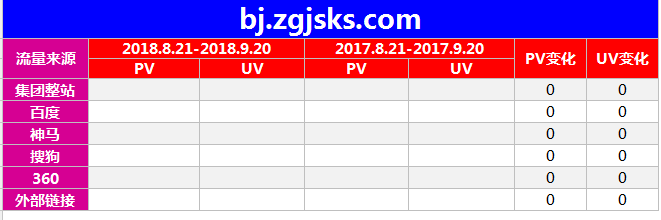 bj.zgjsks.com
流量来源 2018.8.21-2018.9.20 2017.8.21-2017.9.20 PV变化 UV变化
PV UV PV UV
集团整站 0 0
百度 0 0
神马 0 0
搜狗 0 0
360 0 0
外部链接 0 0